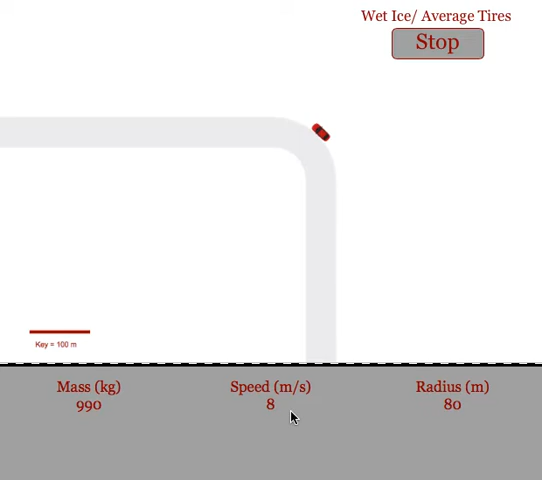 Wet Ice/ Average Tires
Stop
Key = 100 m
Mass (kg)
990
Speed (m/s)
8
Radius (m)
80